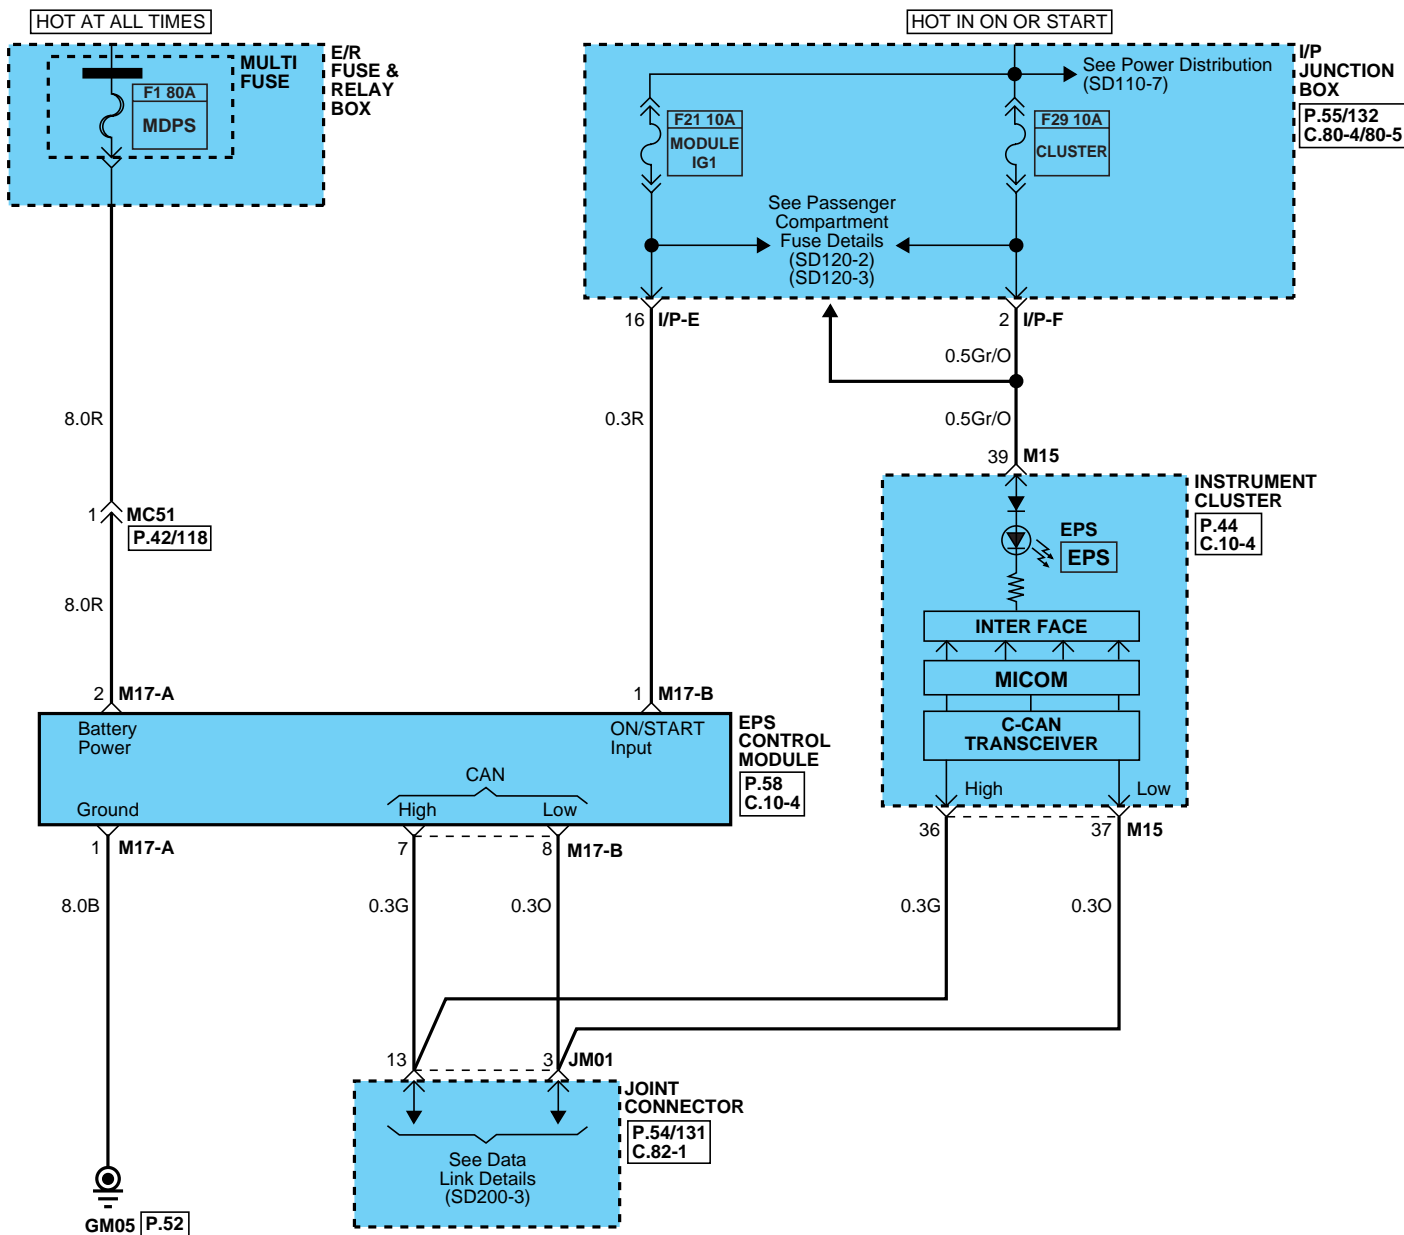 HOT AT ALL TIMES
HOT IN ON OR START
E/R
FUSE &
RELAY
BOX
MULTI
FUSE
F1 80A
MDPS
I/P
JUNCTION
BOX
P.55/132
C.80-4/80-5
See Power Distribution
(SD110-7)
F21 10A
MODULE
IG1
F29 10A
CLUSTER
See Passenger
Compartment
Fuse Details
(SD120-2)
(SD120-3)
16 I/P-E
2 I/P-F
0.5Gr/O
8.0R
0.3R
0.5Gr/O
39 M15
INSTRUMENT
CLUSTER
P.44
C.10-4
1 MC51
P.42/118
EPS
EPS
8.0R
INTER FACE
MICOM
C-CAN
TRANSCEIVER
High
Low
2 M17-A
1 M17-B
Battery
Power
ON/START
Input
EPS
CONTROL
MODULE
P.58
C.10-4
CAN
Ground
High
Low
1 M17-A
7
8 M17-B
36
37 M15
8.0B
0.3G
0.3O
0.3G
0.3O
13
3 JM01
JOINT
CONNECTOR
P.54/131
C.82-1
See Data
Link Details
(SD200-3)
GM05 P.52